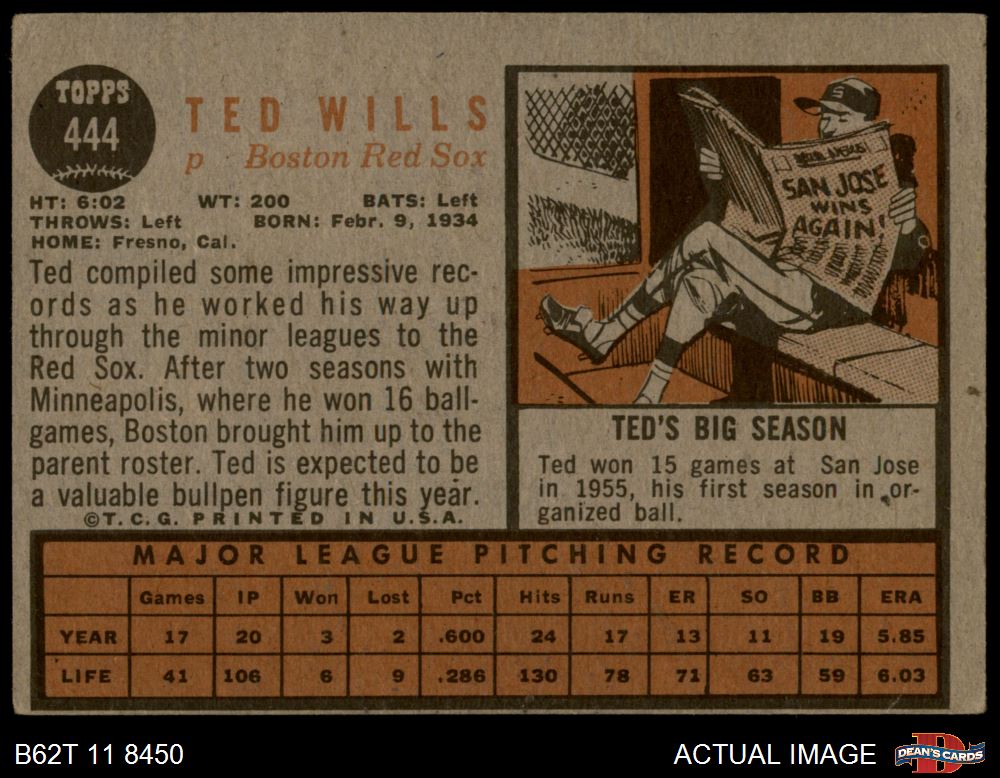 TOPPS
444
TED WILLS
p Boston Red Sox
HT: 6:02 WT: 200 BATS: Left
THROWS: Left BORN: Febr. 9, 1934
HOME: Fresno, Cal.
Ted compiled some impressive rec-
ords as he worked his way up
through the minor leagues to the
Red Sox. After two seasons with
Minneapolis, where he won 16 ball-
games, Boston brought him up to the
parent roster. Ted is expected to be
a valuable bullpen figure this year.
©T.C.G. PRINTED IN U.S.A.
S
SAN JOSE
WINS
AGAIN!
TED'S BIG SEASON
Ted won 15 games at San Jose
in 1955, his first season in or-
ganized ball.
MAJOR LEAGUE PITCHING RECORD
Games IP Won Lost Pct Hits Runs ER SO BB ERA
YEAR 17 20 3 2 .600 24 17 13 11 19 5.85
LIFE 41 106 6 9 .286 130 78 71 63 59 6.03
B62T 11 8450
ACTUAL IMAGE
D
DEAN'S CARDS